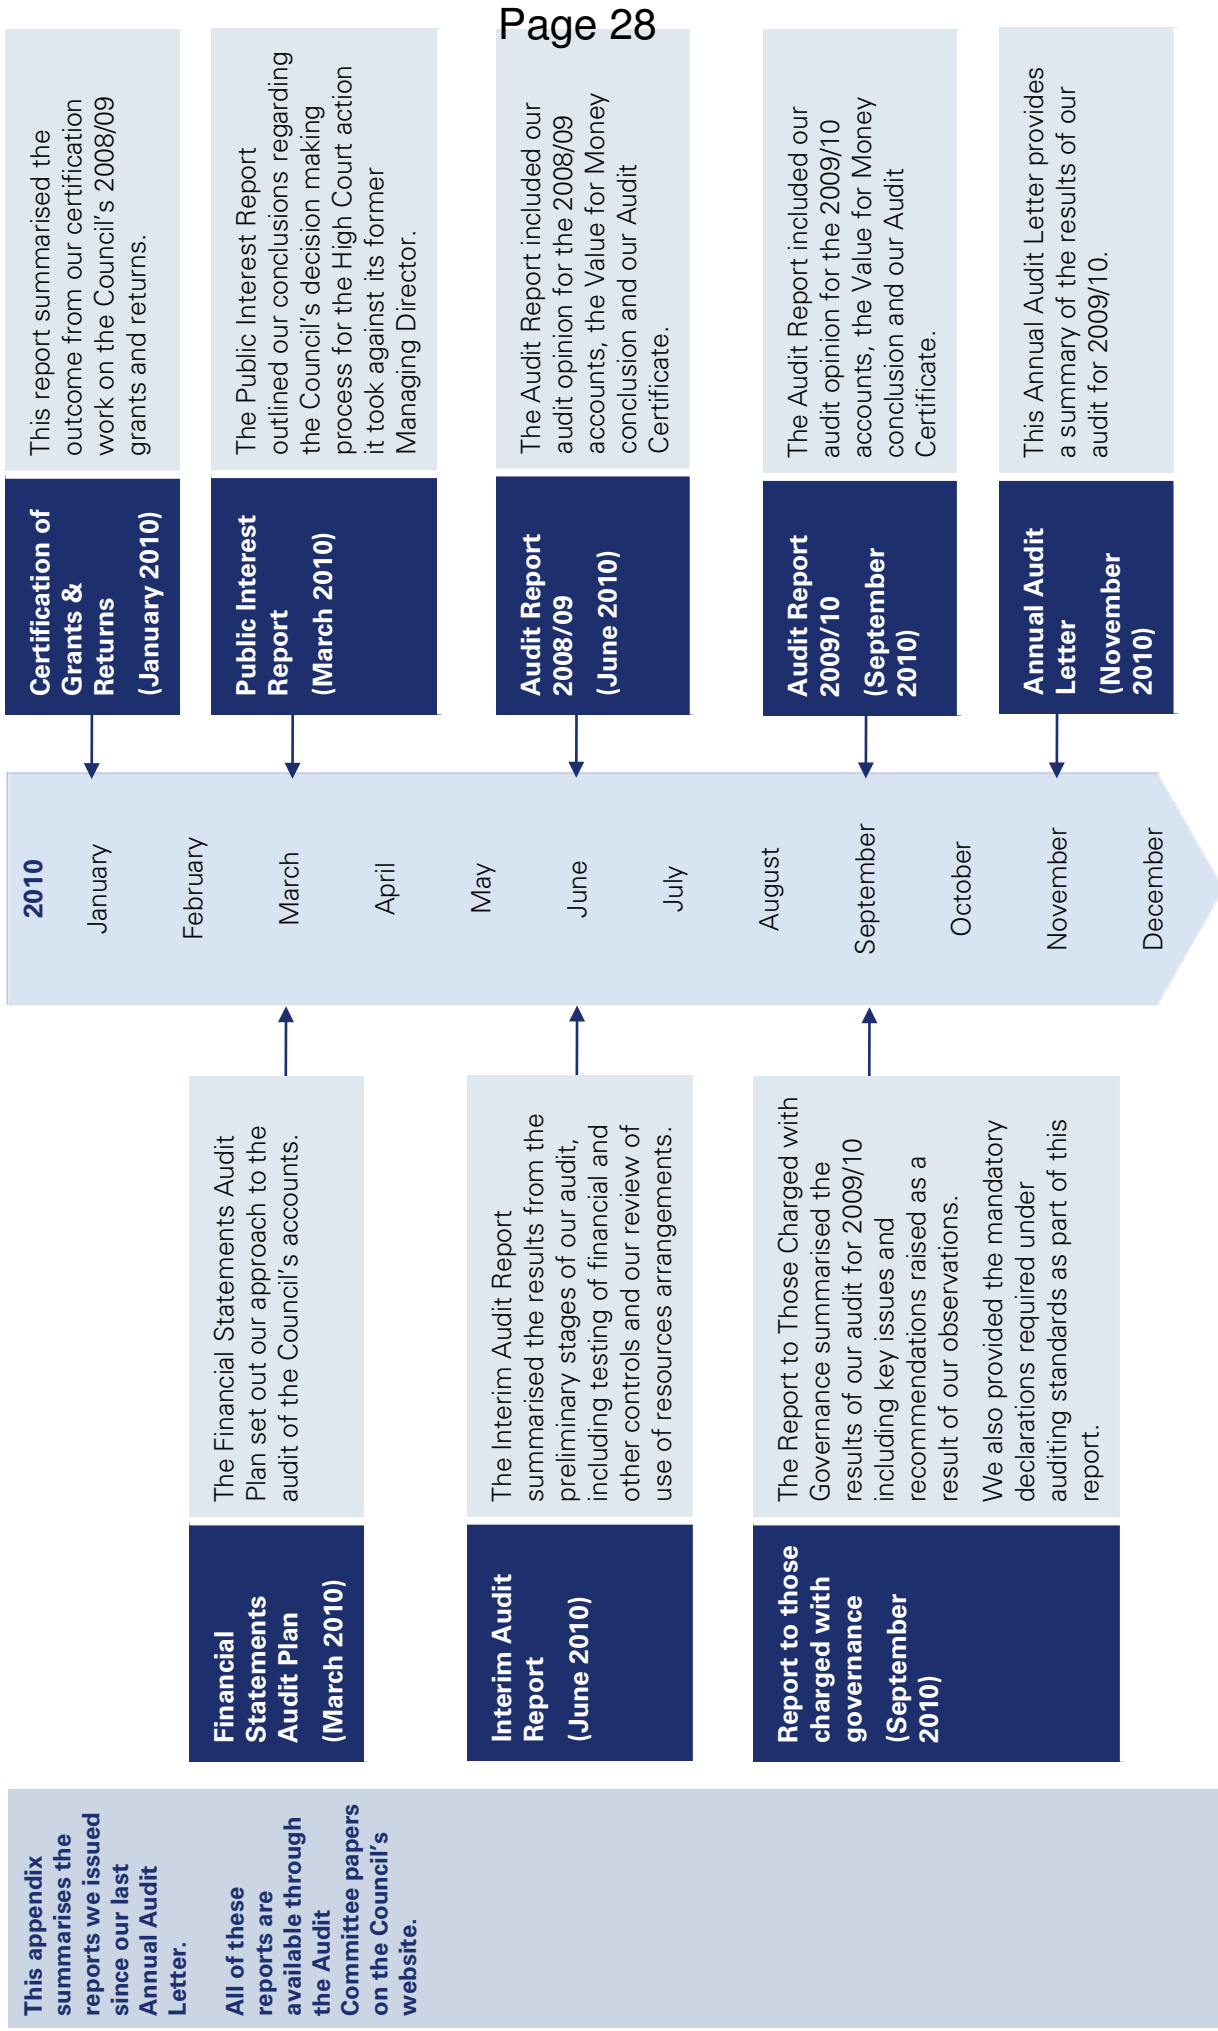 Page 28
This appendix
summarises the
reports we issued
since our last
Annual Audit
Letter.
All of these
reports are
available through
the Audit
Committee papers
on the Council's
website.
Financial
Statements
Audit Plan
(March 2010)
The Financial Statements Audit
Plan set out our approach to the
audit of the Council's accounts.
Interim Audit
Report
(June 2010)
The Interim Audit Report
summarised the results from the
preliminary stages of our audit,
including testing of financial and
other controls and our review of
use of resources arrangements.
Report to those
charged with
governance
(September
2010)
The Report to Those Charged with
Governance summarised the
results of our audit for 2009/10
including key issues and
recommendations raised as a
result of our observations.
We also provided the mandatory
declarations required under
auditing standards as part of this
report.
2010
January
February
March
April
May
June
July
August
September
October
November
December
Certification of
Grants &
Returns
(January 2010)
This report summarised the
outcome from our certification
work on the Council's 2008/09
grants and returns.
Public Interest
Report
(March 2010)
The Public Interest Report
outlined our conclusions regarding
the Council's decision making
process for the High Court action
it took against its former
Managing Director.
Audit Report
2008/09
(June 2010)
The Audit Report included our
audit opinion for the 2008/09
accounts, the Value for Money
conclusion and our Audit
Certificate.
Audit Report
2009/10
(September
2010)
The Audit Report included our
audit opinion for the 2009/10
accounts, the Value for Money
conclusion and our Audit
Certificate.
Annual Audit
Letter
(November
2010)
This Annual Audit Letter provides
a summary of the results of our
audit for 2009/10.